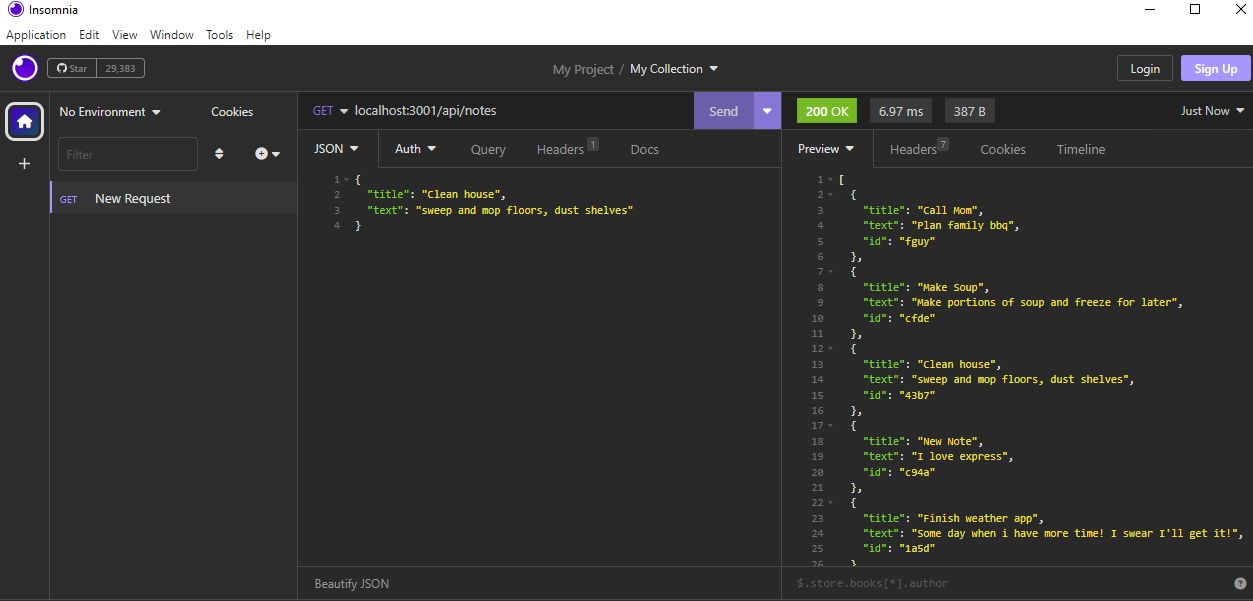 Insomnia
Application Edit View Window Tools Help
Star 29,383
My Project / My Collection
Login Sign Up
No Environment Cookies
GET localhost:3001/api/notes Send
200 OK 6.97 ms 387 B Just Now
Filter
JSON Auth Query Headers 1 Docs
Preview Headers 7 Cookies Timeline
GET New Request
1 {
2 "title": "Clean house",
3 "text": "sweep and mop floors, dust shelves"
4 }
1 [
2 {
3 "title": "Call Mom",
4 "text": "Plan family bbq",
5 "id": "fguy"
6 },
7 {
8 "title": "Make Soup",
9 "text": "Make portions of soup and freeze for later",
10 "id": "cfde"
11 },
12 {
13 "title": "Clean house",
14 "text": "sweep and mop floors, dust shelves",
15 "id": "43b7"
16 },
17 {
18 "title": "New Note",
19 "text": "I love express",
20 "id": "c94a"
21 },
22 {
23 "title": "Finish weather app",
24 "text": "Some day when i have more time! I swear I'll get it!",
25 "id": "1a5d"
26 }
Beautify JSON
$.store.books[*].author ?